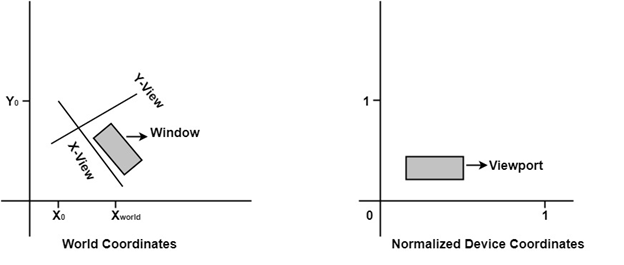 Y-View
Y0
1
Window
X-View
Viewport
X0
Xworld
0
1
World Coordinates
Normalized Device Coordinates